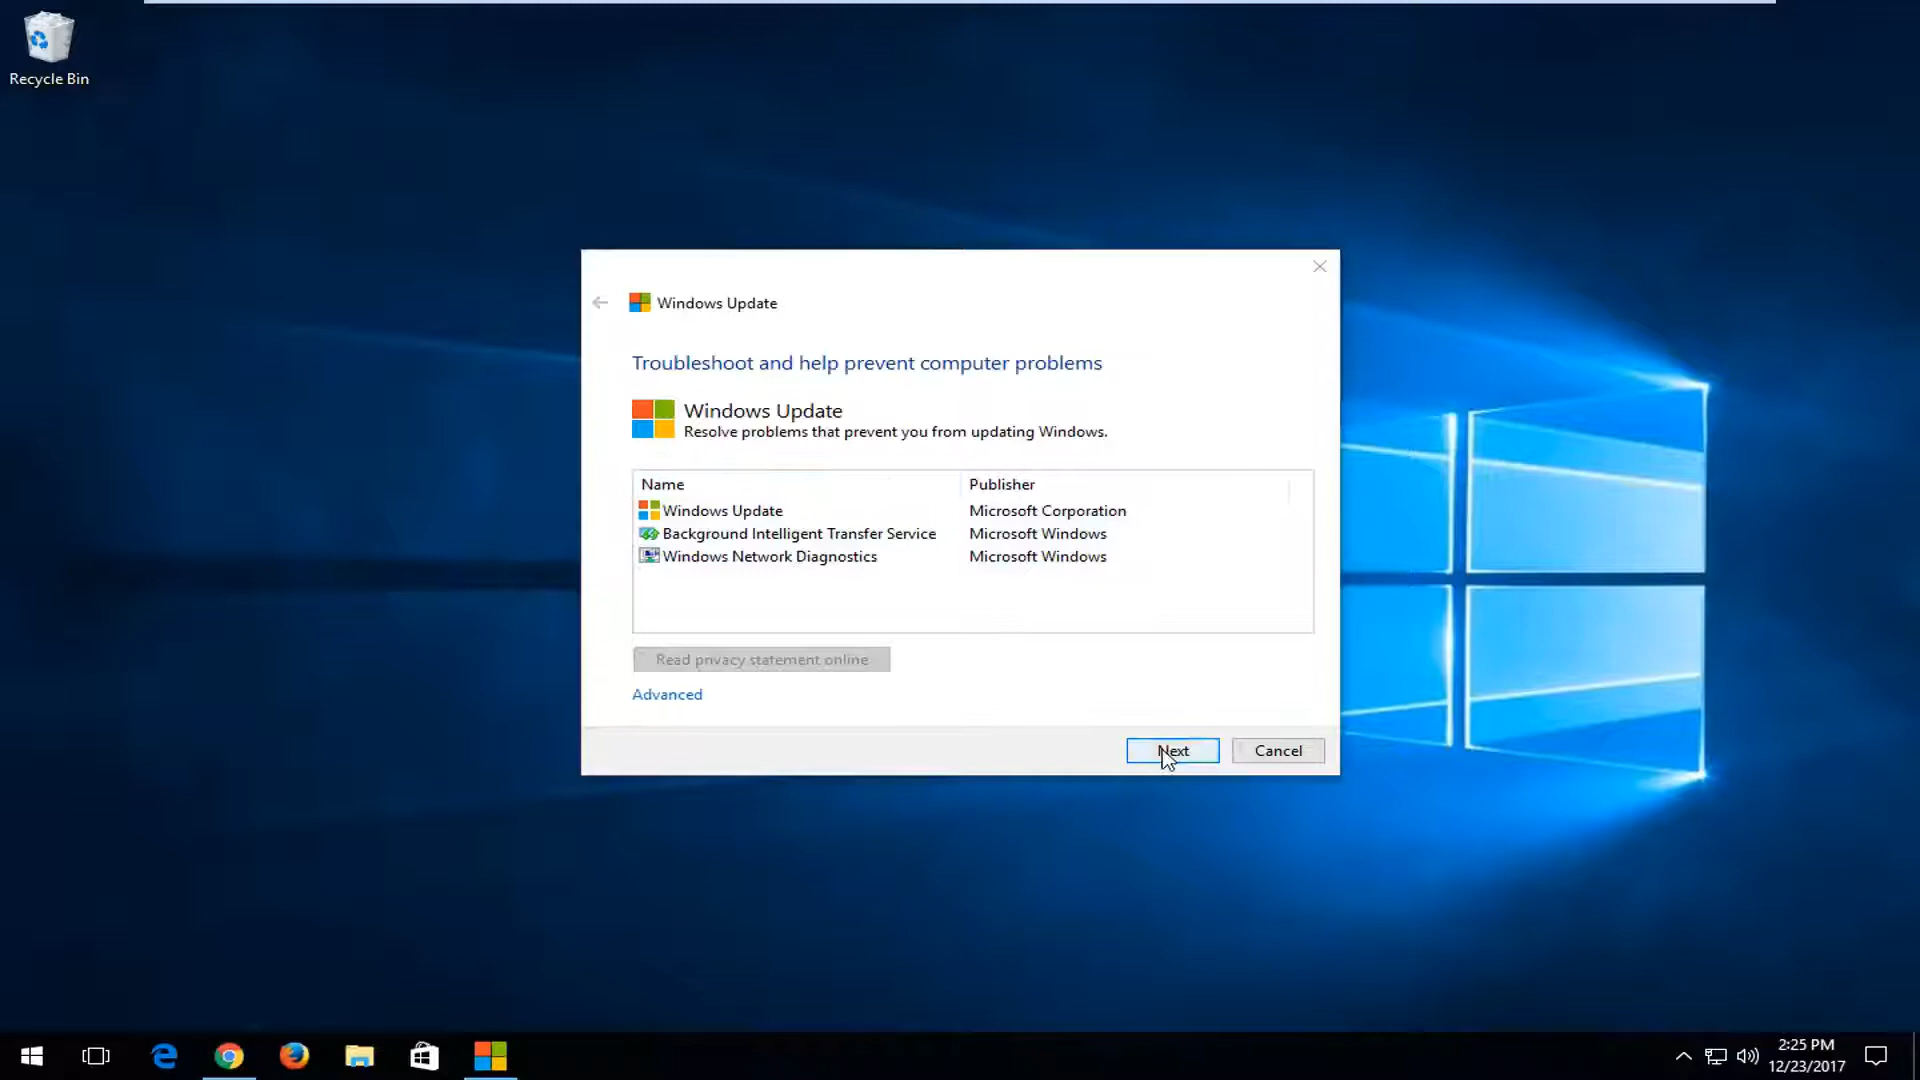 Recycle Bin
Windows Update
Troubleshoot and help prevent computer problems
Windows Update
Resolve problems that prevent you from updating Windows.
Name Publisher
Windows Update Microsoft Corporation
Background Intelligent Transfer Service Microsoft Windows
Windows Network Diagnostics Microsoft Windows
Read privacy statement online
Advanced
Next Cancel
2:25 PM
12/23/2017